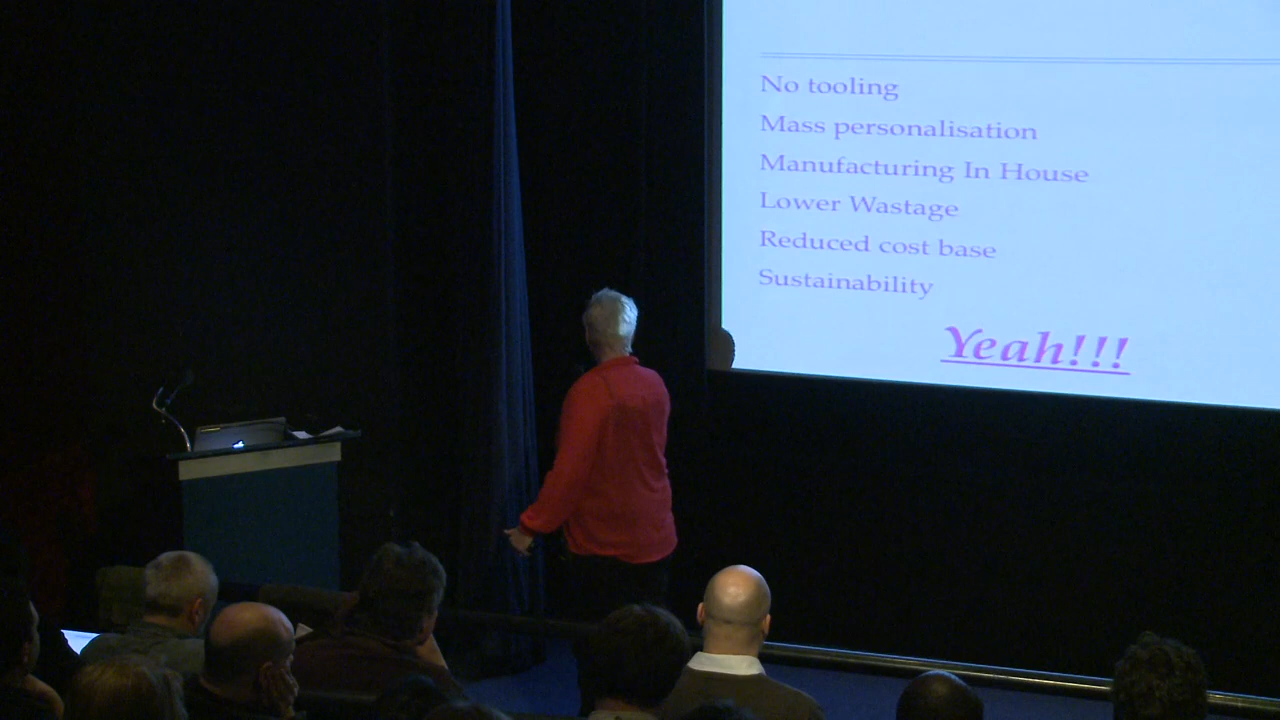 No tooling
Mass personalisation
Manufacturing In House
Lower Wastage
Reduced cost base
Sustainability
Yeah!!!